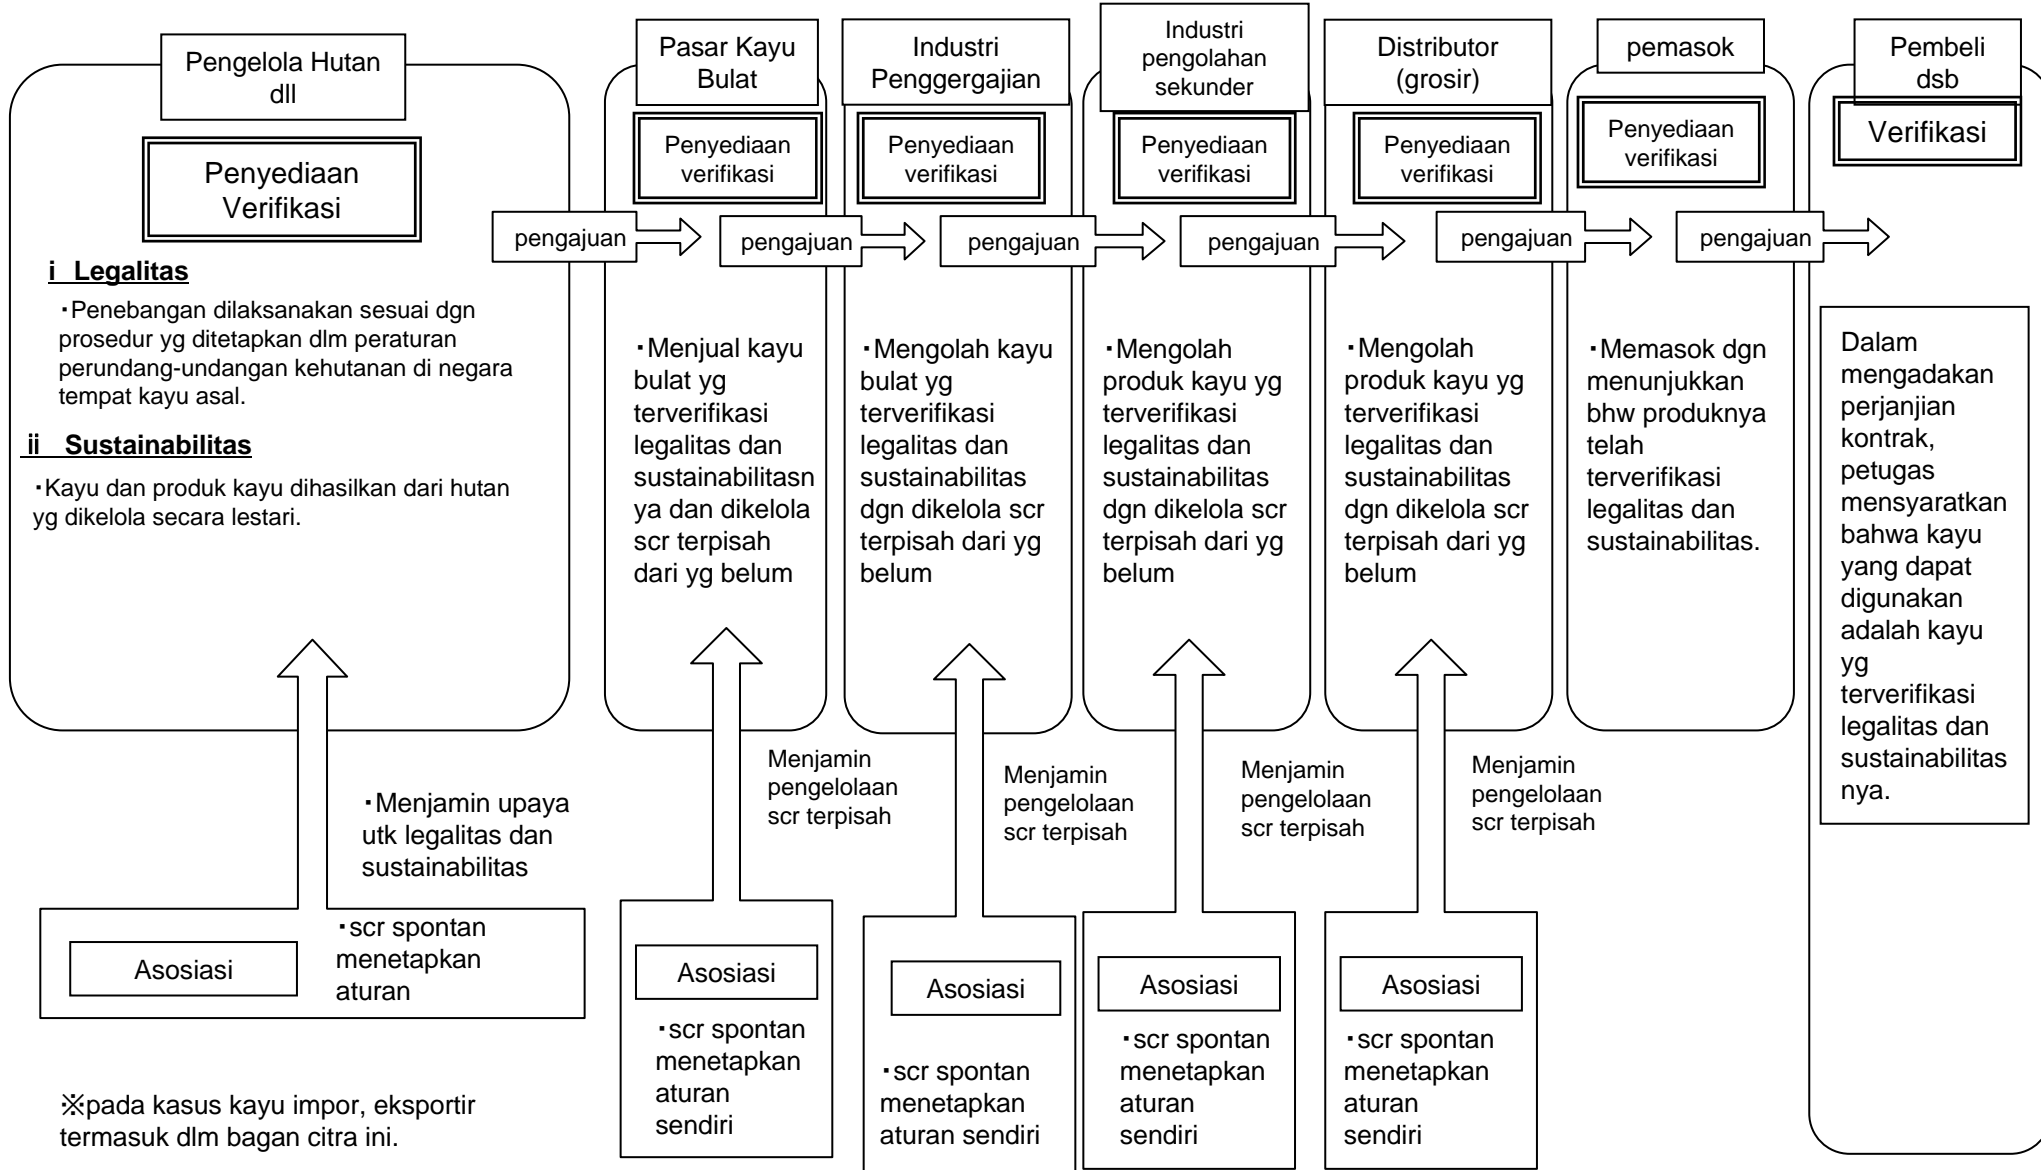 Pengelola Hutan
dll
Penyediaan
Verifikasi
i Legalitas
・Penebangan dilaksanakan sesuai dgn
prosedur yg ditetapkan dlm peraturan
perundang-undangan kehutanan di negara
tempat kayu asal.
ii Sustainabilitas
・Kayu dan produk kayu dihasilkan dari hutan
yg dikelola secara lestari.
pengajuan
・Menjamin upaya
utk legalitas dan
sustainabilitas
Asosiasi
・scr spontan
menetapkan
aturan
Pasar Kayu
Bulat
Penyediaan
verifikasi
pengajuan
・Menjual kayu
bulat yg
terverifikasi
legalitas dan
sustainabilitasn
ya dan dikelola
scr terpisah
dari yg belum
Menjamin
pengelolaan
scr terpisah
Asosiasi
・scr spontan
menetapkan
aturan
sendiri
Industri
Penggergajian
Penyediaan
verifikasi
pengajuan
・Mengolah kayu
bulat yg
terverifikasi
legalitas dan
sustainabilitas
dgn dikelola scr
terpisah dari yg
belum
Menjamin
pengelolaan
scr terpisah
Asosiasi
・scr spontan
menetapkan
aturan sendiri
Industri
pengolahan
sekunder
Penyediaan
verifikasi
pengajuan
・Mengolah
produk kayu yg
terverifikasi
legalitas dan
sustainabilitas
dgn dikelola scr
terpisah dari yg
belum
Menjamin
pengelolaan
scr terpisah
Asosiasi
・scr spontan
menetapkan
aturan
sendiri
Distributor
(grosir)
Penyediaan
verifikasi
pengajuan
・Mengolah
produk kayu yg
terverifikasi
legalitas dan
sustainabilitas
dgn dikelola scr
terpisah dari yg
belum
Menjamin
pengelolaan
scr terpisah
Asosiasi
・scr spontan
menetapkan
aturan
sendiri
pemasok
Penyediaan
verifikasi
pengajuan
・Memasok dgn
menunjukkan
bhw produknya
telah
terverifikasi
legalitas dan
sustainabilitas.
Pembeli
dsb
Verifikasi
Dalam
mengadakan
perjanjian
kontrak,
petugas
mensyaratkan
bahwa kayu
yang dapat
digunakan
adalah kayu
yg
terverifikasi
legalitas dan
sustainabilitas
nya.
※pada kasus kayu impor, eksportir
termasuk dlm bagan citra ini.